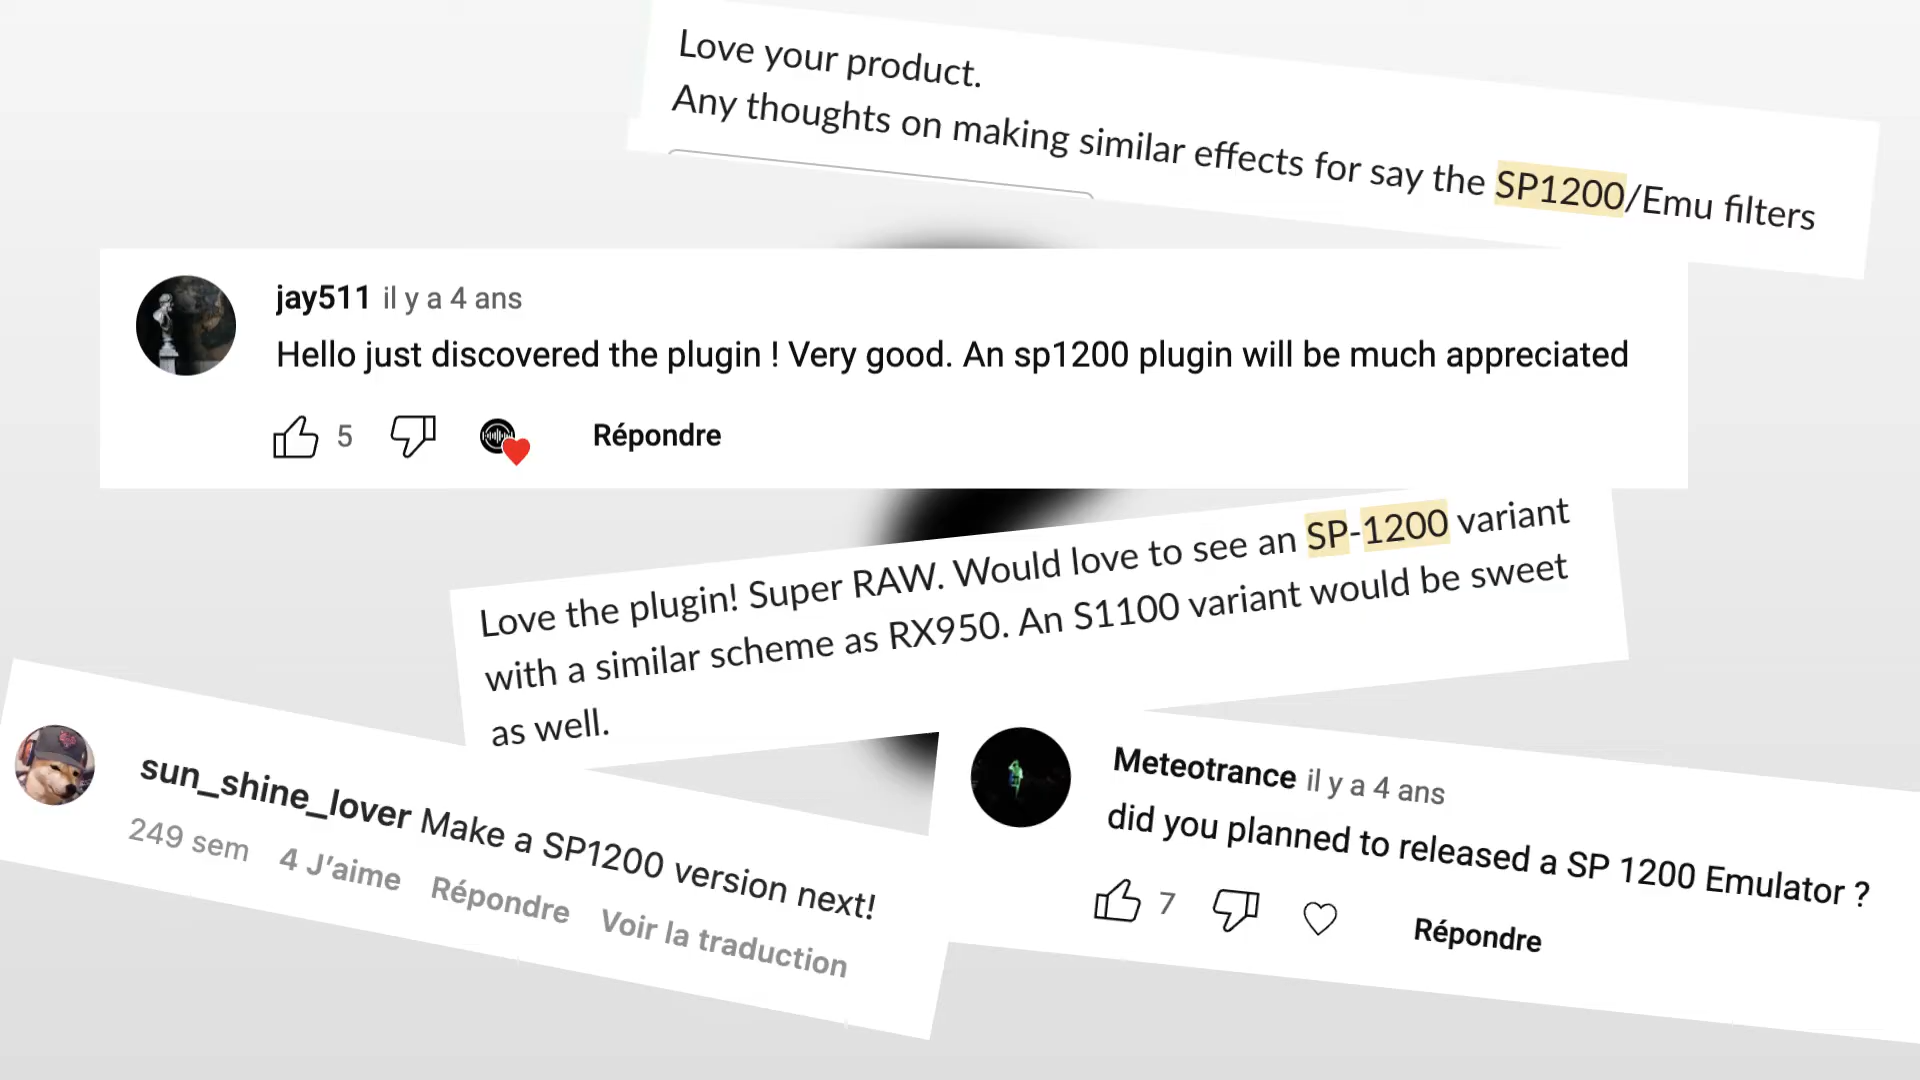 Love your product.
Any thoughts on making similar effects for say the SP1200/Emu filters
jay511 il y a 4 ans
Hello just discovered the plugin ! Very good. An sp1200 plugin will be much appreciated
5 Répondre
Love the plugin! Super RAW. Would love to see an SP-1200 variant
with a similar scheme as RX950. An S1100 variant would be sweet
as well.
sun_shine_lover Make a SP1200 version next!
249 sem 4 J'aime Répondre Voir la traduction
Meteotrance il y a 4 ans
did you planned to released a SP 1200 Emulator ?
7 Répondre